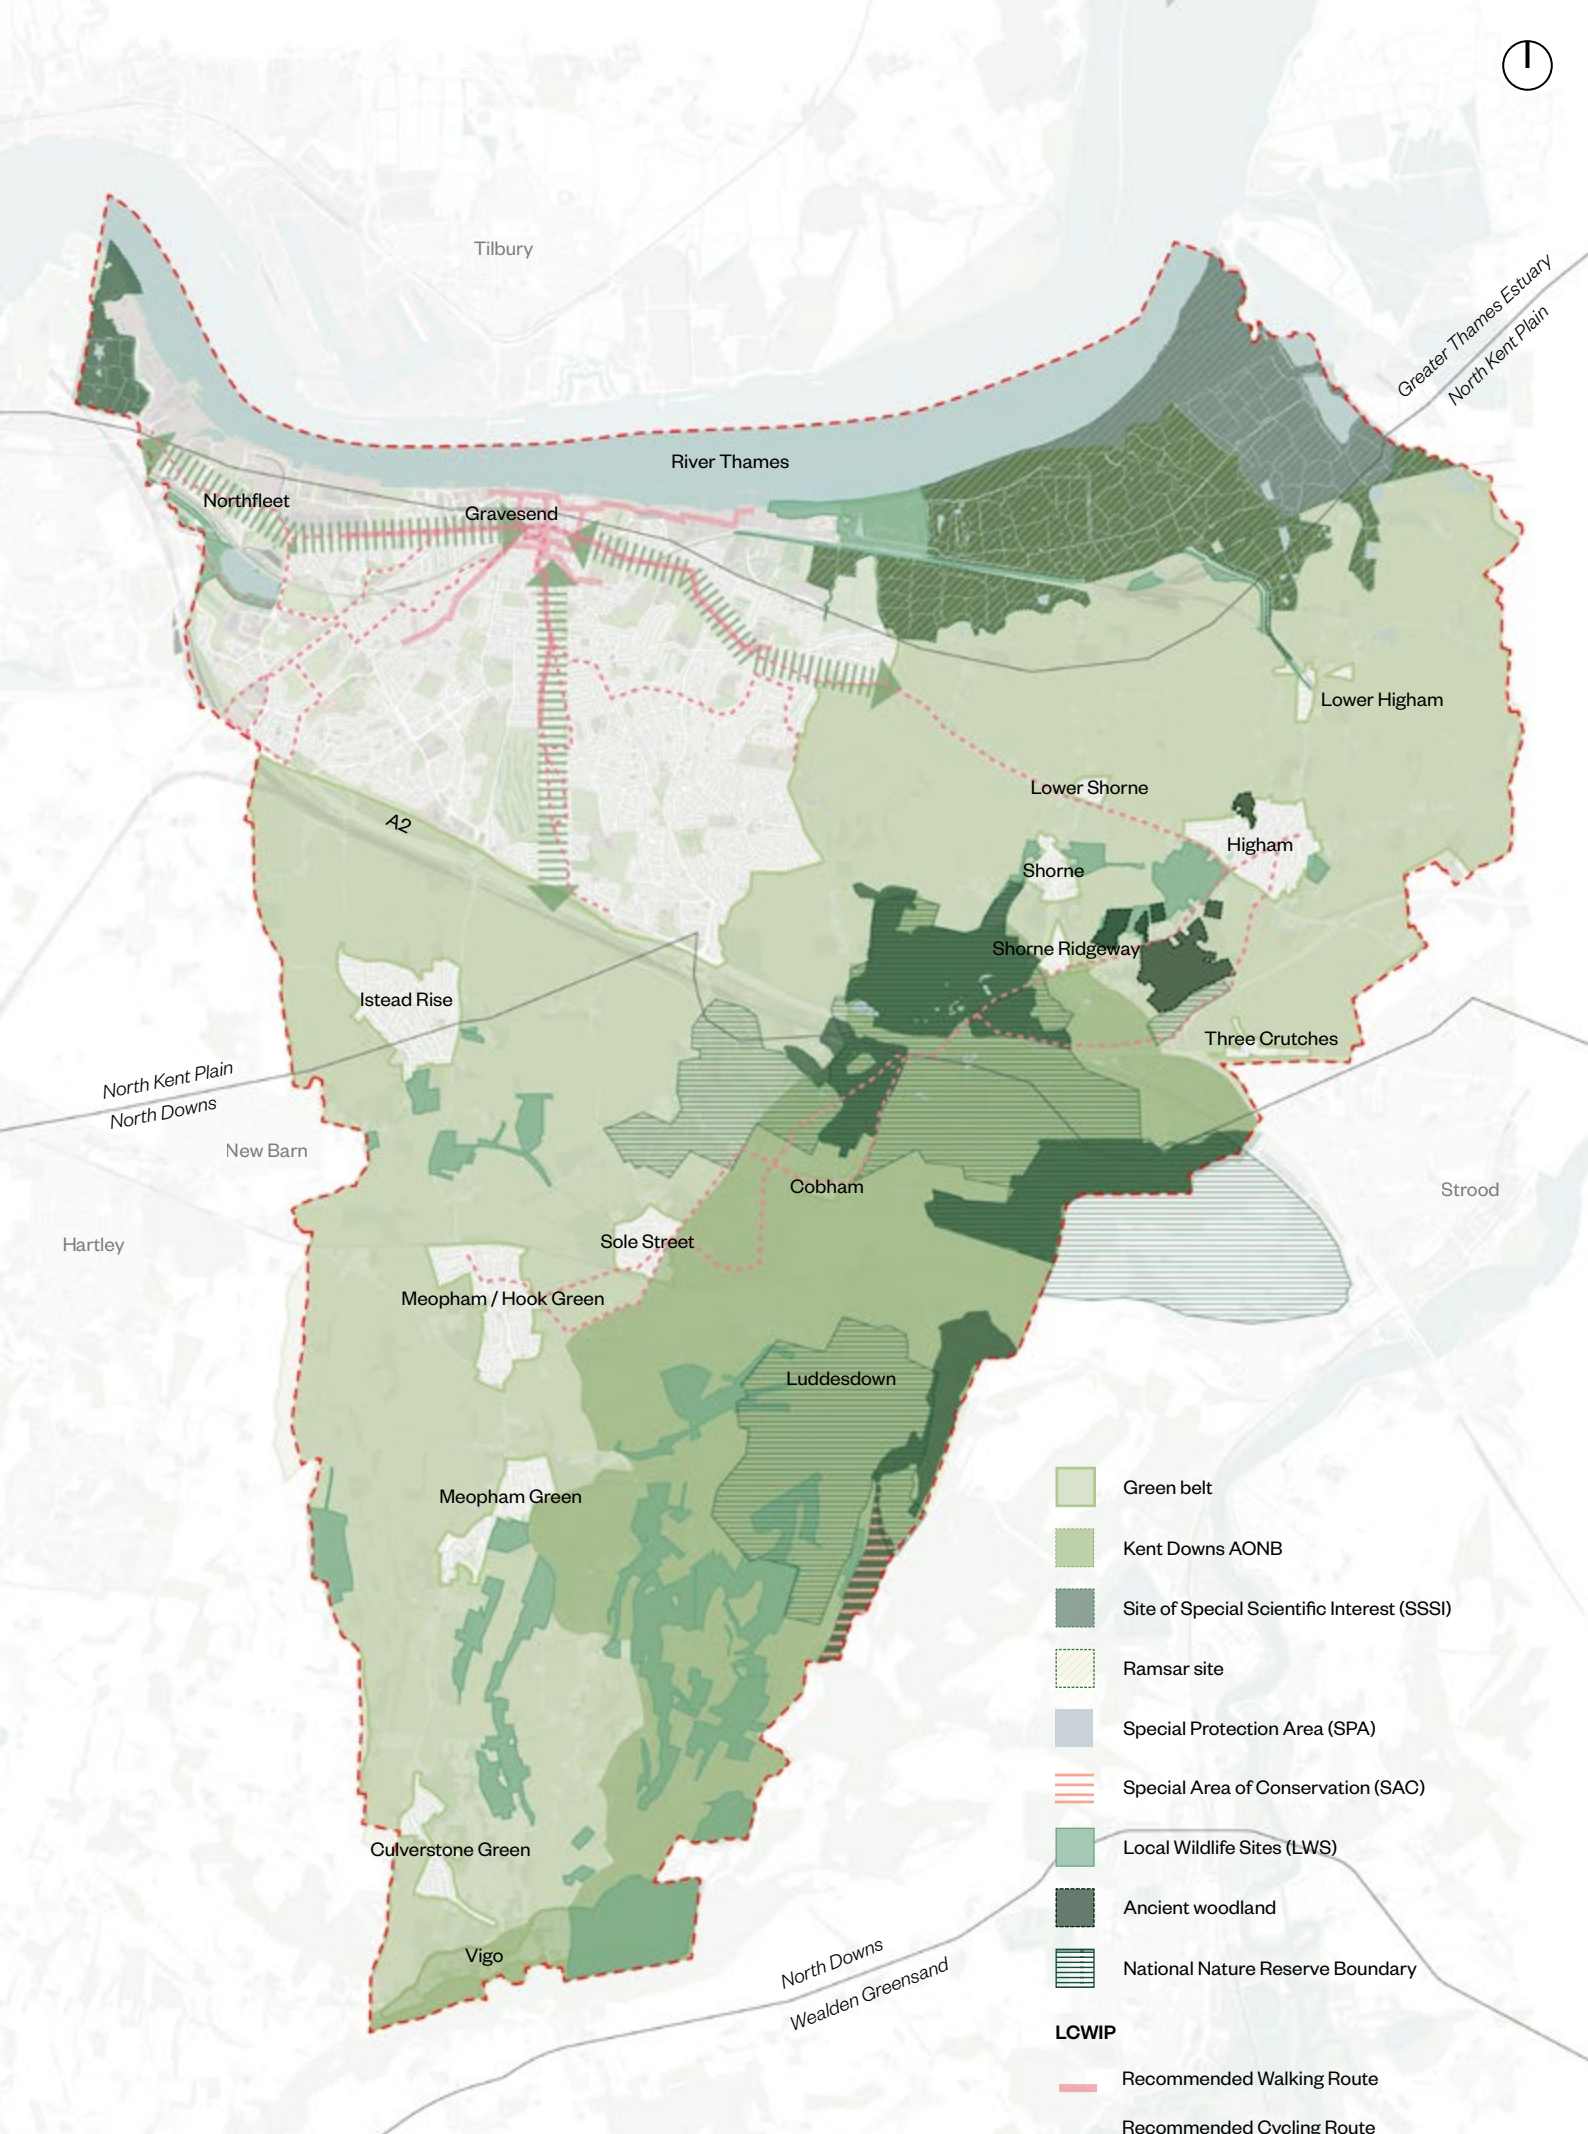 Tilbury
Greater Thames Estuary
North Kent Plain
River Thames
Northfleet
Gravesend
Lower Higham
Lower Shorne
A2
Higham
Shorne
Shorne Ridgeway
Istead Rise
Three Crutches
North Kent Plain
North Downs
New Barn
Cobham
Strood
Hartley
Sole Street
Meopham / Hook Green
Luddesdown
Meopham Green
Culverstone Green
Vigo
North Downs
Wealden Greensand
Green belt
Kent Downs AONB
Site of Special Scientific Interest (SSSI)
Ramsar site
Special Protection Area (SPA)
Special Area of Conservation (SAC)
Local Wildlife Sites (LWS)
Ancient woodland
National Nature Reserve Boundary
LCWIP
Recommended Walking Route
Recommended Cycling Route